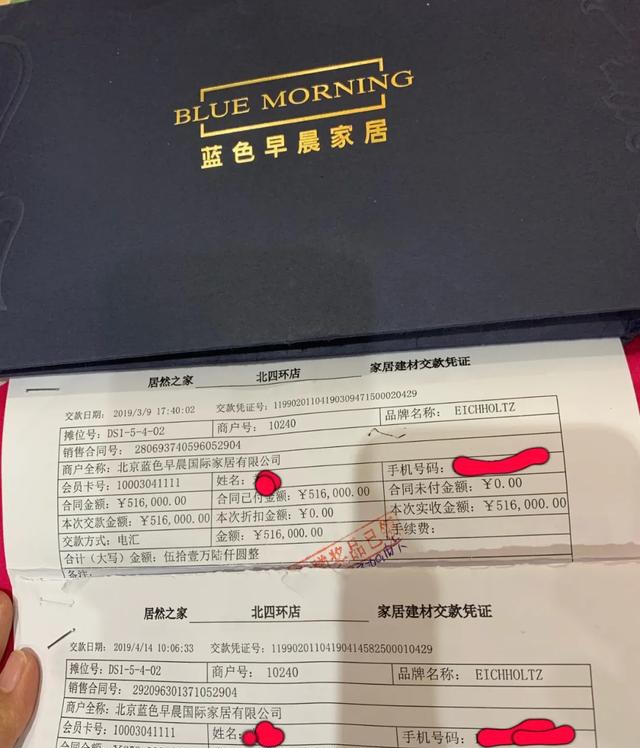 BLUE MORNING
蓝色早晨家居
居然之家 北四环店 家居建材交款凭证
交款日期: 2019/3/9 17:40:02 交款凭证号: 1199020110419030947150002​0429
摊位号: DS1-5-4-02 商户号: 10240 品牌名称: EICHHOLTZ
销售合同号: 280693740596052904
商户全称: 北京蓝色早晨国际家居有限公司
会员卡号: 10003041111 姓名: 手机号码:
合同金额: ¥516,000.00 合同已付金额: ¥516,000.00 合同未付金额: ¥0.00
本次交款金额: ¥516,000.00 本次折扣金额: ¥0.00 本次实收金额: ¥516,000.00
交款方式: 电汇 金额: ¥516,000.00 手续费:
合计(大写)金额: 伍拾壹万陆仟圆整
备注:
奖品已
居然之家 北四环店 家居建材交款凭证
交款日期: 2019/4/14 10:06:33 交款凭证号: 11990201104190414582500010429
摊位号: DS1-5-4-02 商户号: 10240 品牌名称: EICHHOLTZ
销售合同号: 292096301371052904
商户全称: 北京蓝色早晨国际家居有限公司
会员卡号: 10003041111 姓名: 手机号码: